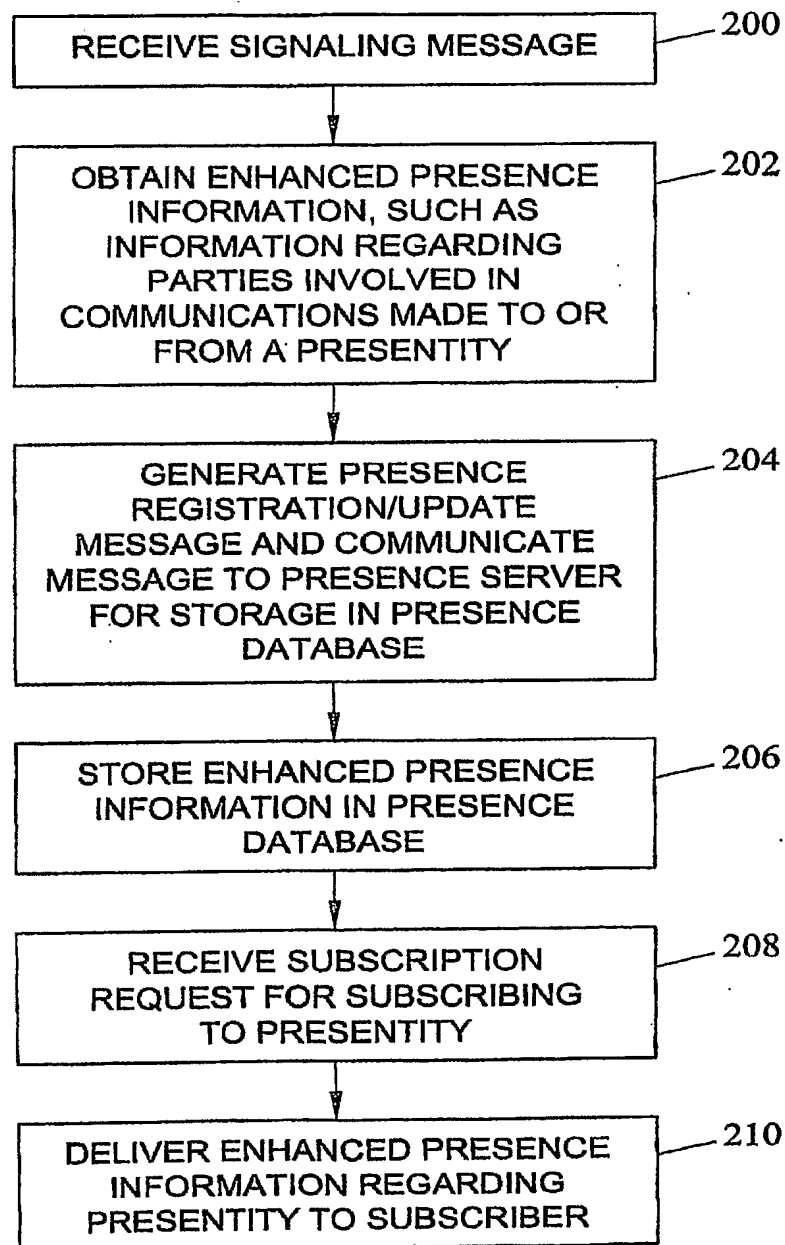 RECEIVE SIGNALING MESSAGE
200
OBTAIN ENHANCED PRESENCE
INFORMATION, SUCH AS
INFORMATION REGARDING
PARTIES INVOLVED IN
COMMUNICATIONS MADE TO OR
FROM A PRESENTITY
202
GENERATE PRESENCE
REGISTRATION/UPDATE
MESSAGE AND COMMUNICATE
MESSAGE TO PRESENCE SERVER
FOR STORAGE IN PRESENCE
DATABASE
204
STORE ENHANCED PRESENCE
INFORMATION IN PRESENCE
DATABASE
206
RECEIVE SUBSCRIPTION
REQUEST FOR SUBSCRIBING
TO PRESENTITY
208
DELIVER ENHANCED PRESENCE
INFORMATION REGARDING
PRESENTITY TO SUBSCRIBER
210